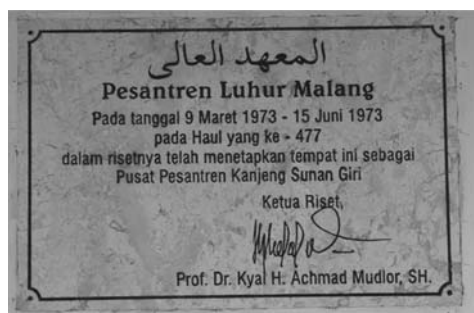 المعهد العالى
Pesantren Luhur Malang
Pada tanggal 9 Maret 1973 - 15 Juni 1973
pada Haul yang ke - 477
dalam risetnya telah menetapkan tempat ini sebagai
Pusat Pesantren Kanjeng Sunan Giri
Ketua Riset,
Prof. Dr. Kyai H. Achmad Mudlor, SH.